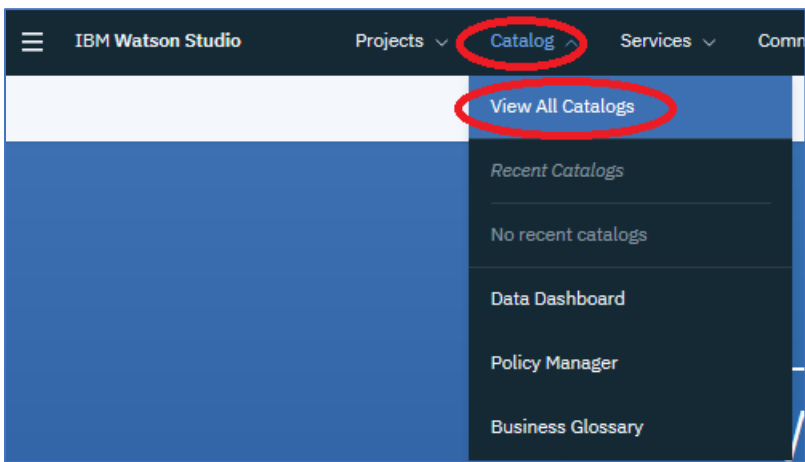 IBM Watson Studio Projects Catalog Services
View All Catalogs
Recent Catalogs
No recent catalogs
Data Dashboard
Policy Manager
Business Glossary